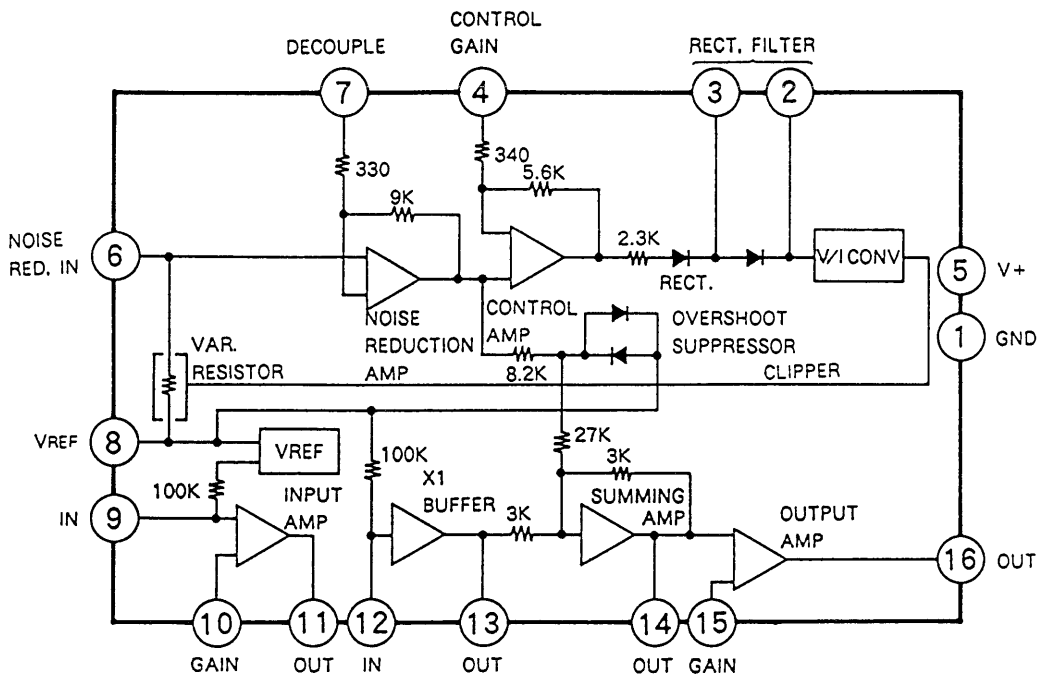 CONTROL
DECOUPLE
GAIN
RECT. FILTER
7
4
3
2
330
340
5.6K
9K
NOISE
RED. IN
6
2.3K
V/I CONV
5
V+
RECT.
NOISE
REDUCTION
AMP
CONTROL
AMP
OVERSHOOT
SUPPRESSOR
1
GND
VAR.
RESISTOR
8.2K
CLIPPER
VREF
8
VREF
100K
27K
3K
100K
IN
9
INPUT
AMP
X1
BUFFER
3K
SUMMING
AMP
OUTPUT
AMP
16
OUT
10
11
12
13
14
15
GAIN
OUT
IN
OUT
OUT
GAIN